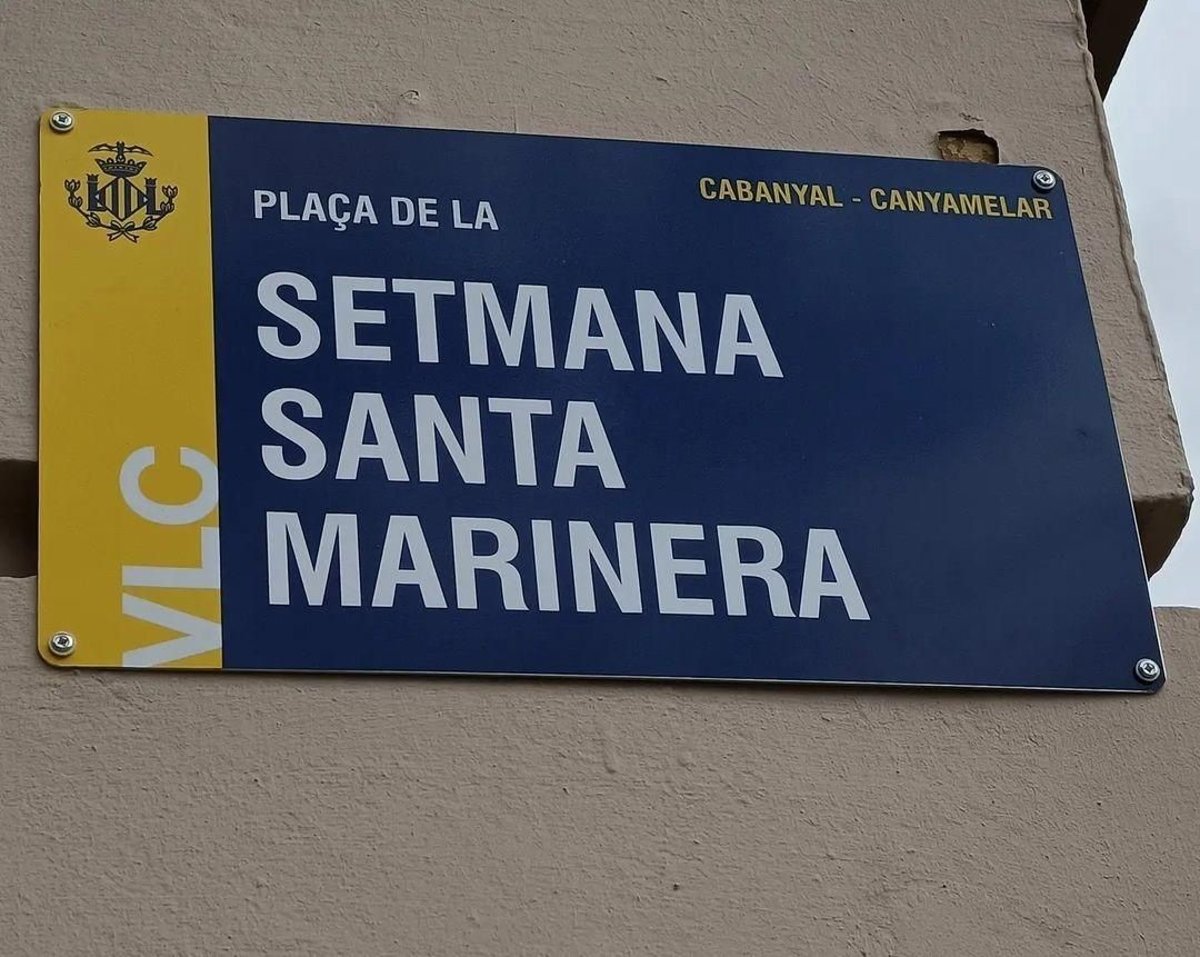 PLAÇA DE LA
CABANYAL - CANYAMELAR
SETMANA
SANTA
MARINERA
VLC